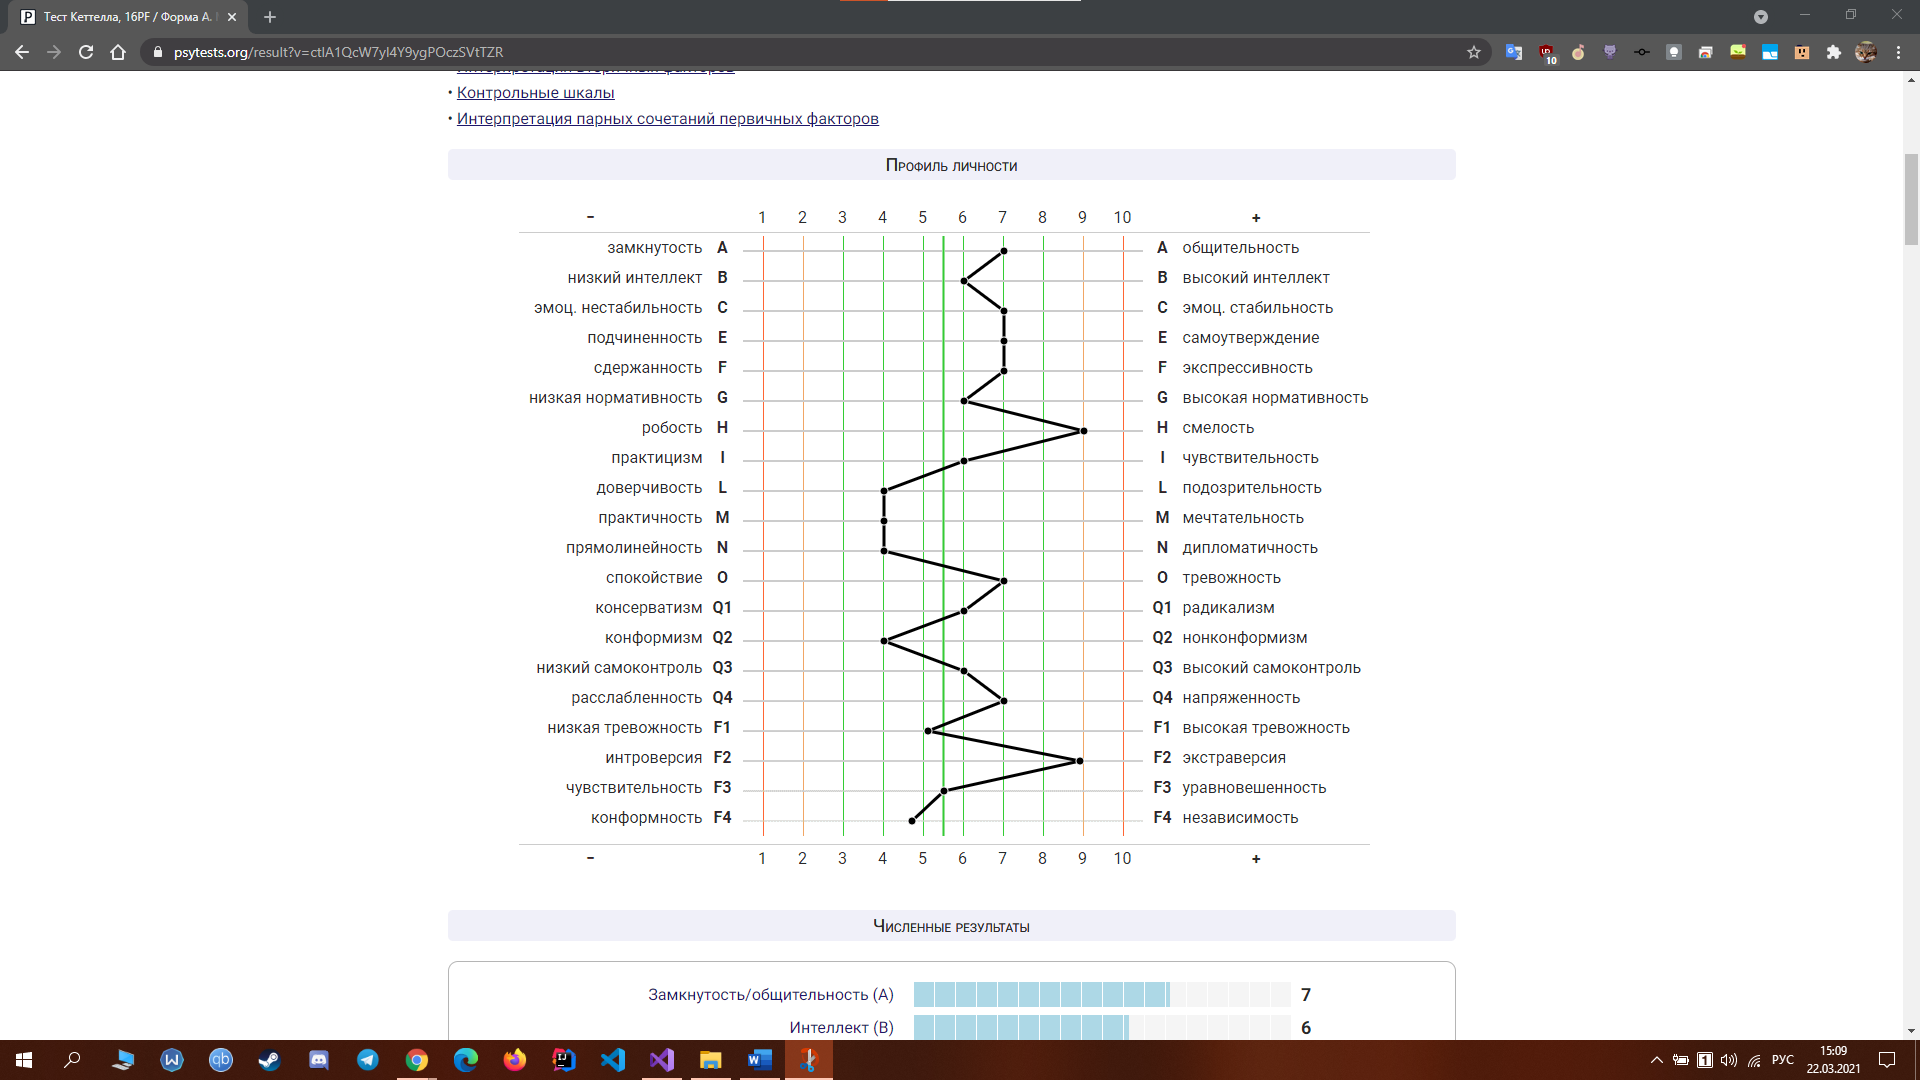 Тест Кеттелла, 16PF / Форма А.
psytests.org/result?v=ctlA1QcW7yI4Y9ygPOczSVtTZR
10
• Контрольные шкалы
• Интерпретация парных сочетаний первичных факторов
Профиль личности
− 1 2 3 4 5 6 7 8 9 10 +
замкнутость A A общительность
низкий интеллект B B высокий интеллект
эмоц. нестабильность C C эмоц. стабильность
подчиненность E E самоутверждение
сдержанность F F экспрессивность
низкая нормативность G G высокая нормативность
робость H H смелость
практицизм I I чувствительность
доверчивость L L подозрительность
практичность M M мечтательность
прямолинейность N N дипломатичность
спокойствие O O тревожность
консерватизм Q1 Q1 радикализм
конформизм Q2 Q2 нонконформизм
низкий самоконтроль Q3 Q3 высокий самоконтроль
расслабленность Q4 Q4 напряженность
низкая тревожность F1 F1 высокая тревожность
интроверсия F2 F2 экстраверсия
чувствительность F3 F3 уравновешенность
конформность F4 F4 независимость
− 1 2 3 4 5 6 7 8 9 10 +
Численные результаты
Замкнутость/общительность (A) 7
Интеллект (B) 6
1 РУС 15:09
22.03.2021